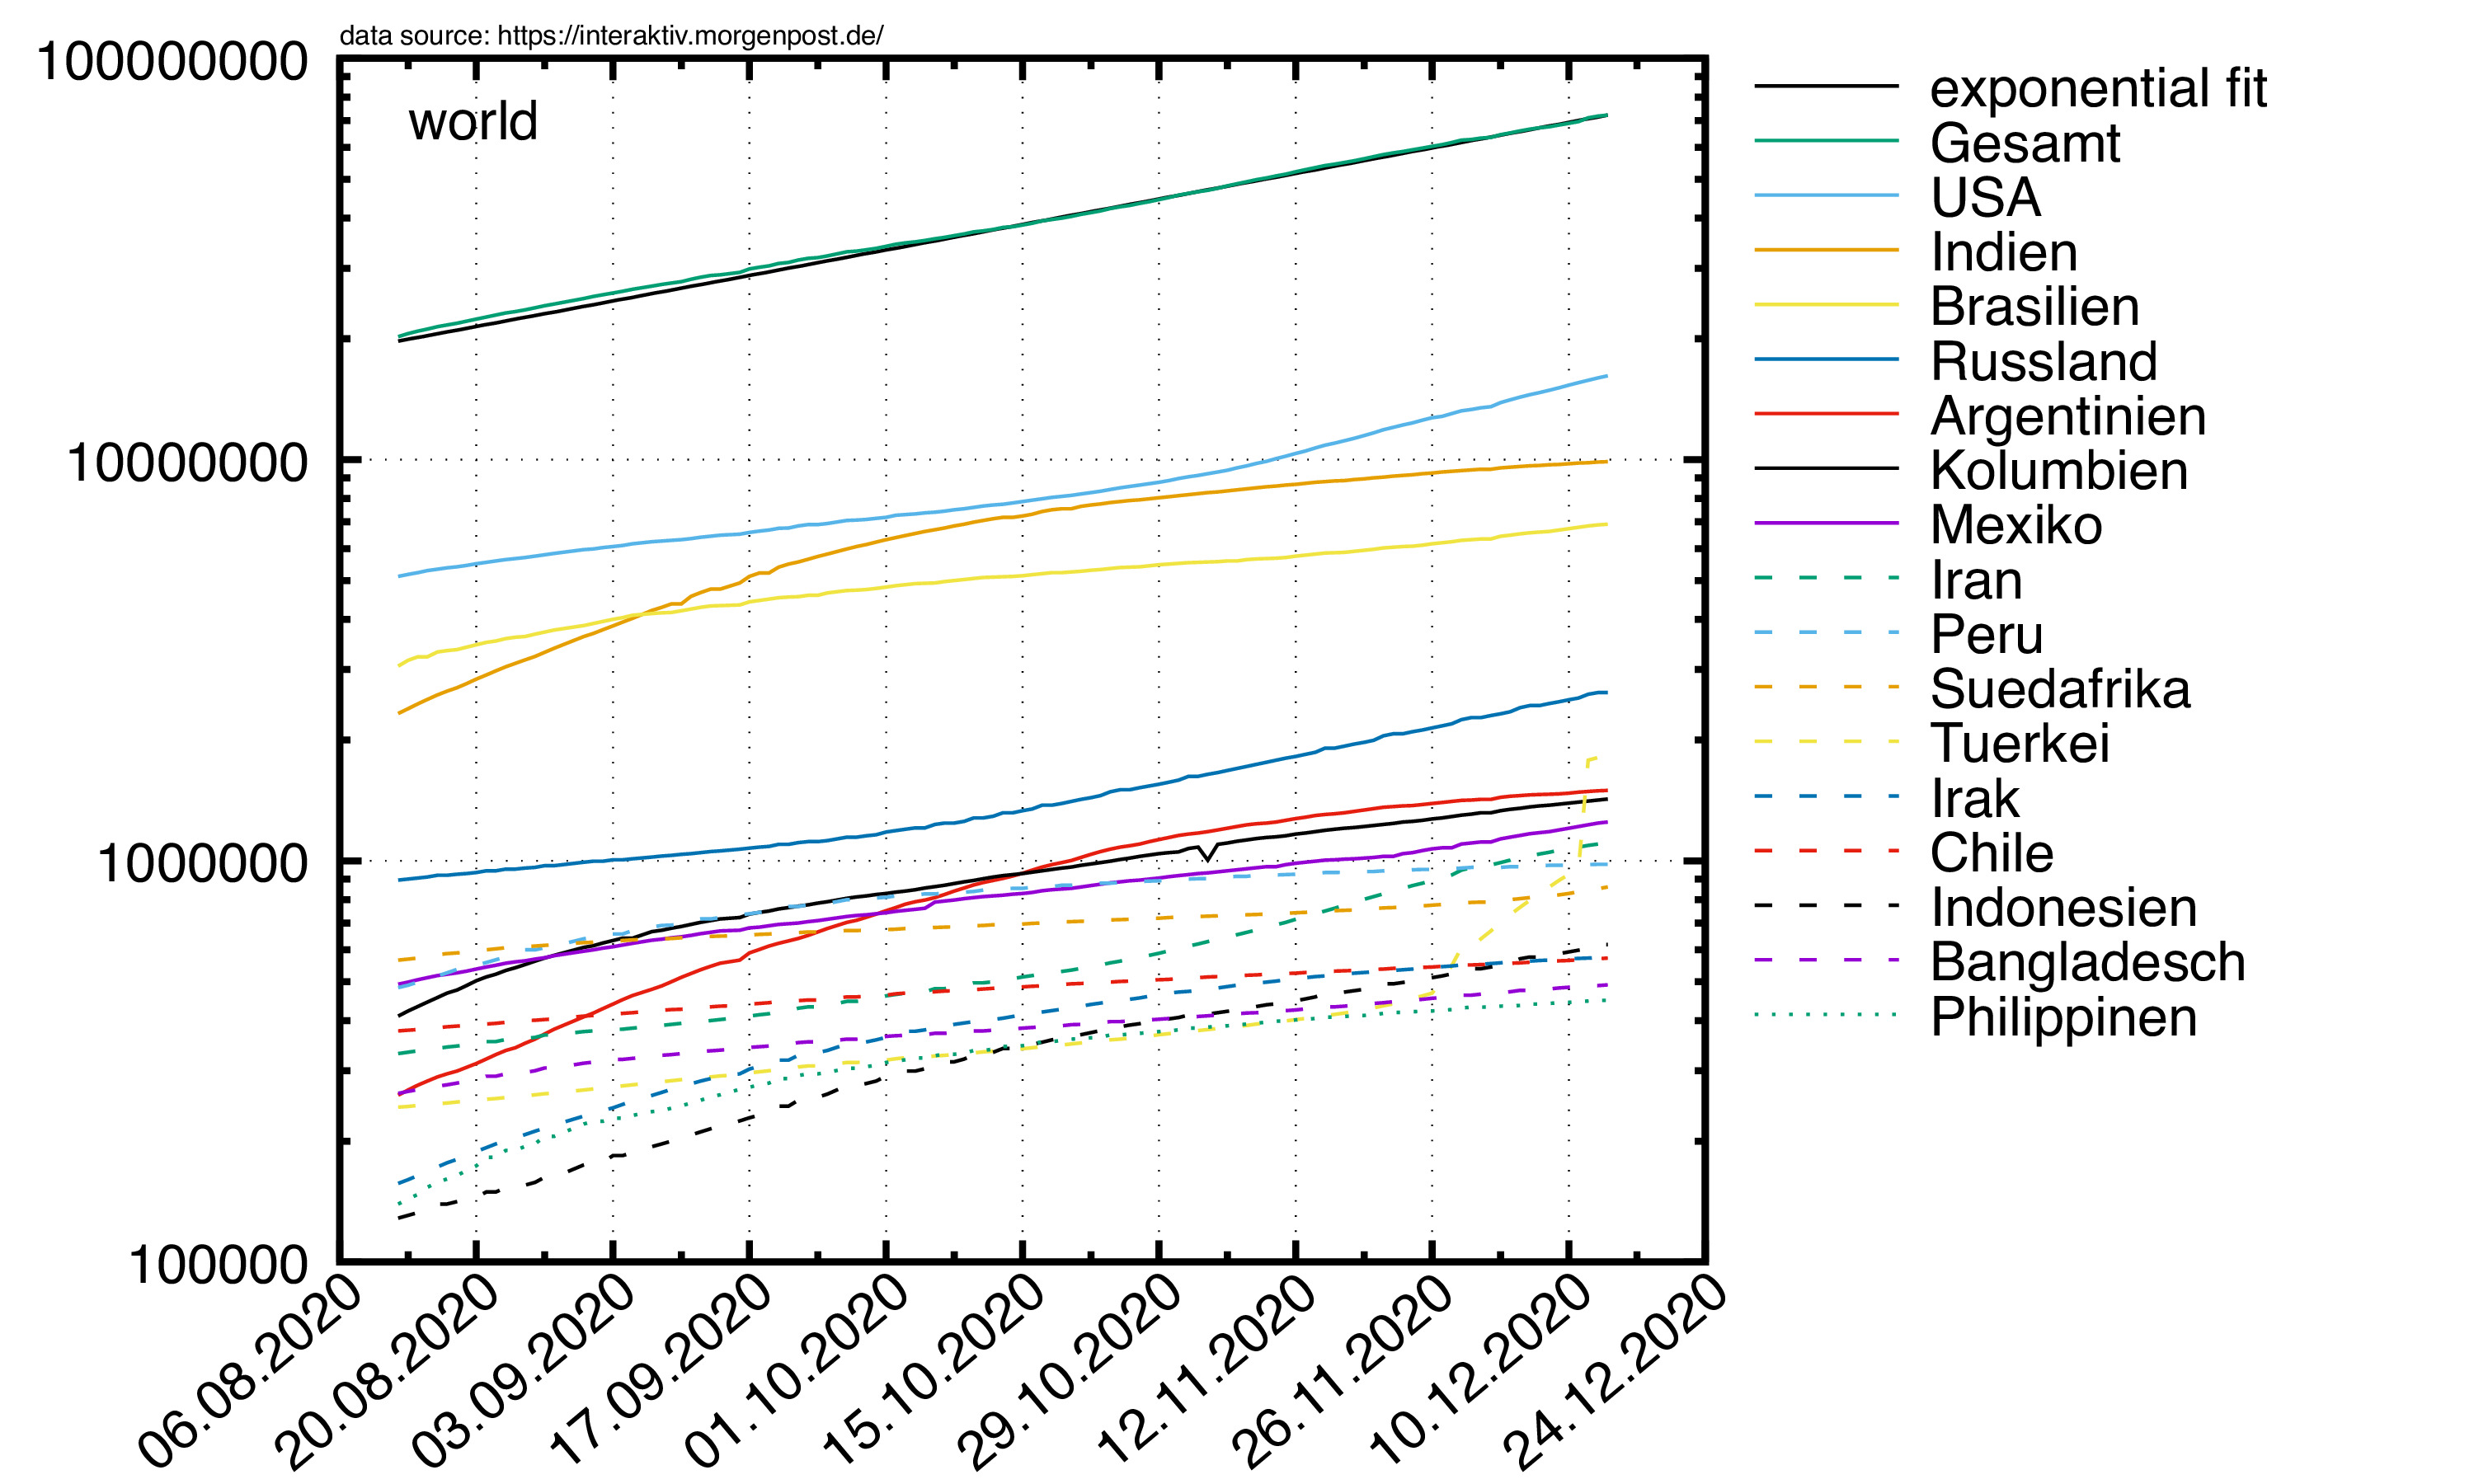 data source: https://interaktiv.morgenpost.de/
world
100000000
10000000
1000000
100000
06.08.2020
20.08.2020
03.09.2020
17.09.2020
01.10.2020
15.10.2020
29.10.2020
12.11.2020
26.11.2020
10.12.2020
24.12.2020
exponential fit
Gesamt
USA
Indien
Brasilien
Russland
Argentinien
Kolumbien
Mexiko
Iran
Peru
Suedafrika
Tuerkei
Irak
Chile
Indonesien
Bangladesch
Philippinen